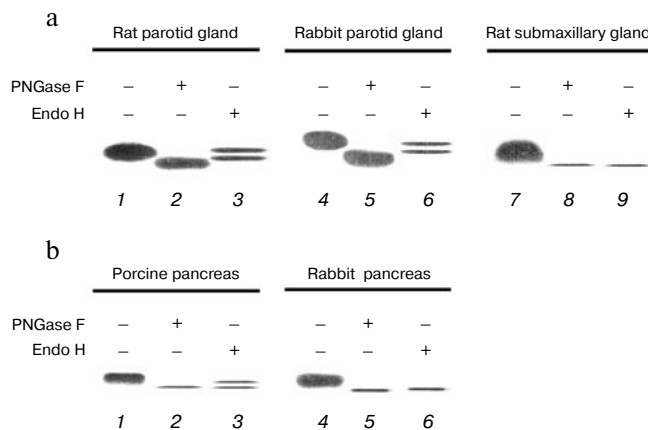 a
Rat parotid gland Rabbit parotid gland Rat submaxillary gland
PNGase F – + – – + – – + –
Endo H – – + – – + – – +
1 2 3 4 5 6 7 8 9
b
Porcine pancreas Rabbit pancreas
PNGase F – + – – + –
Endo H – – + – – +
1 2 3 4 5 6